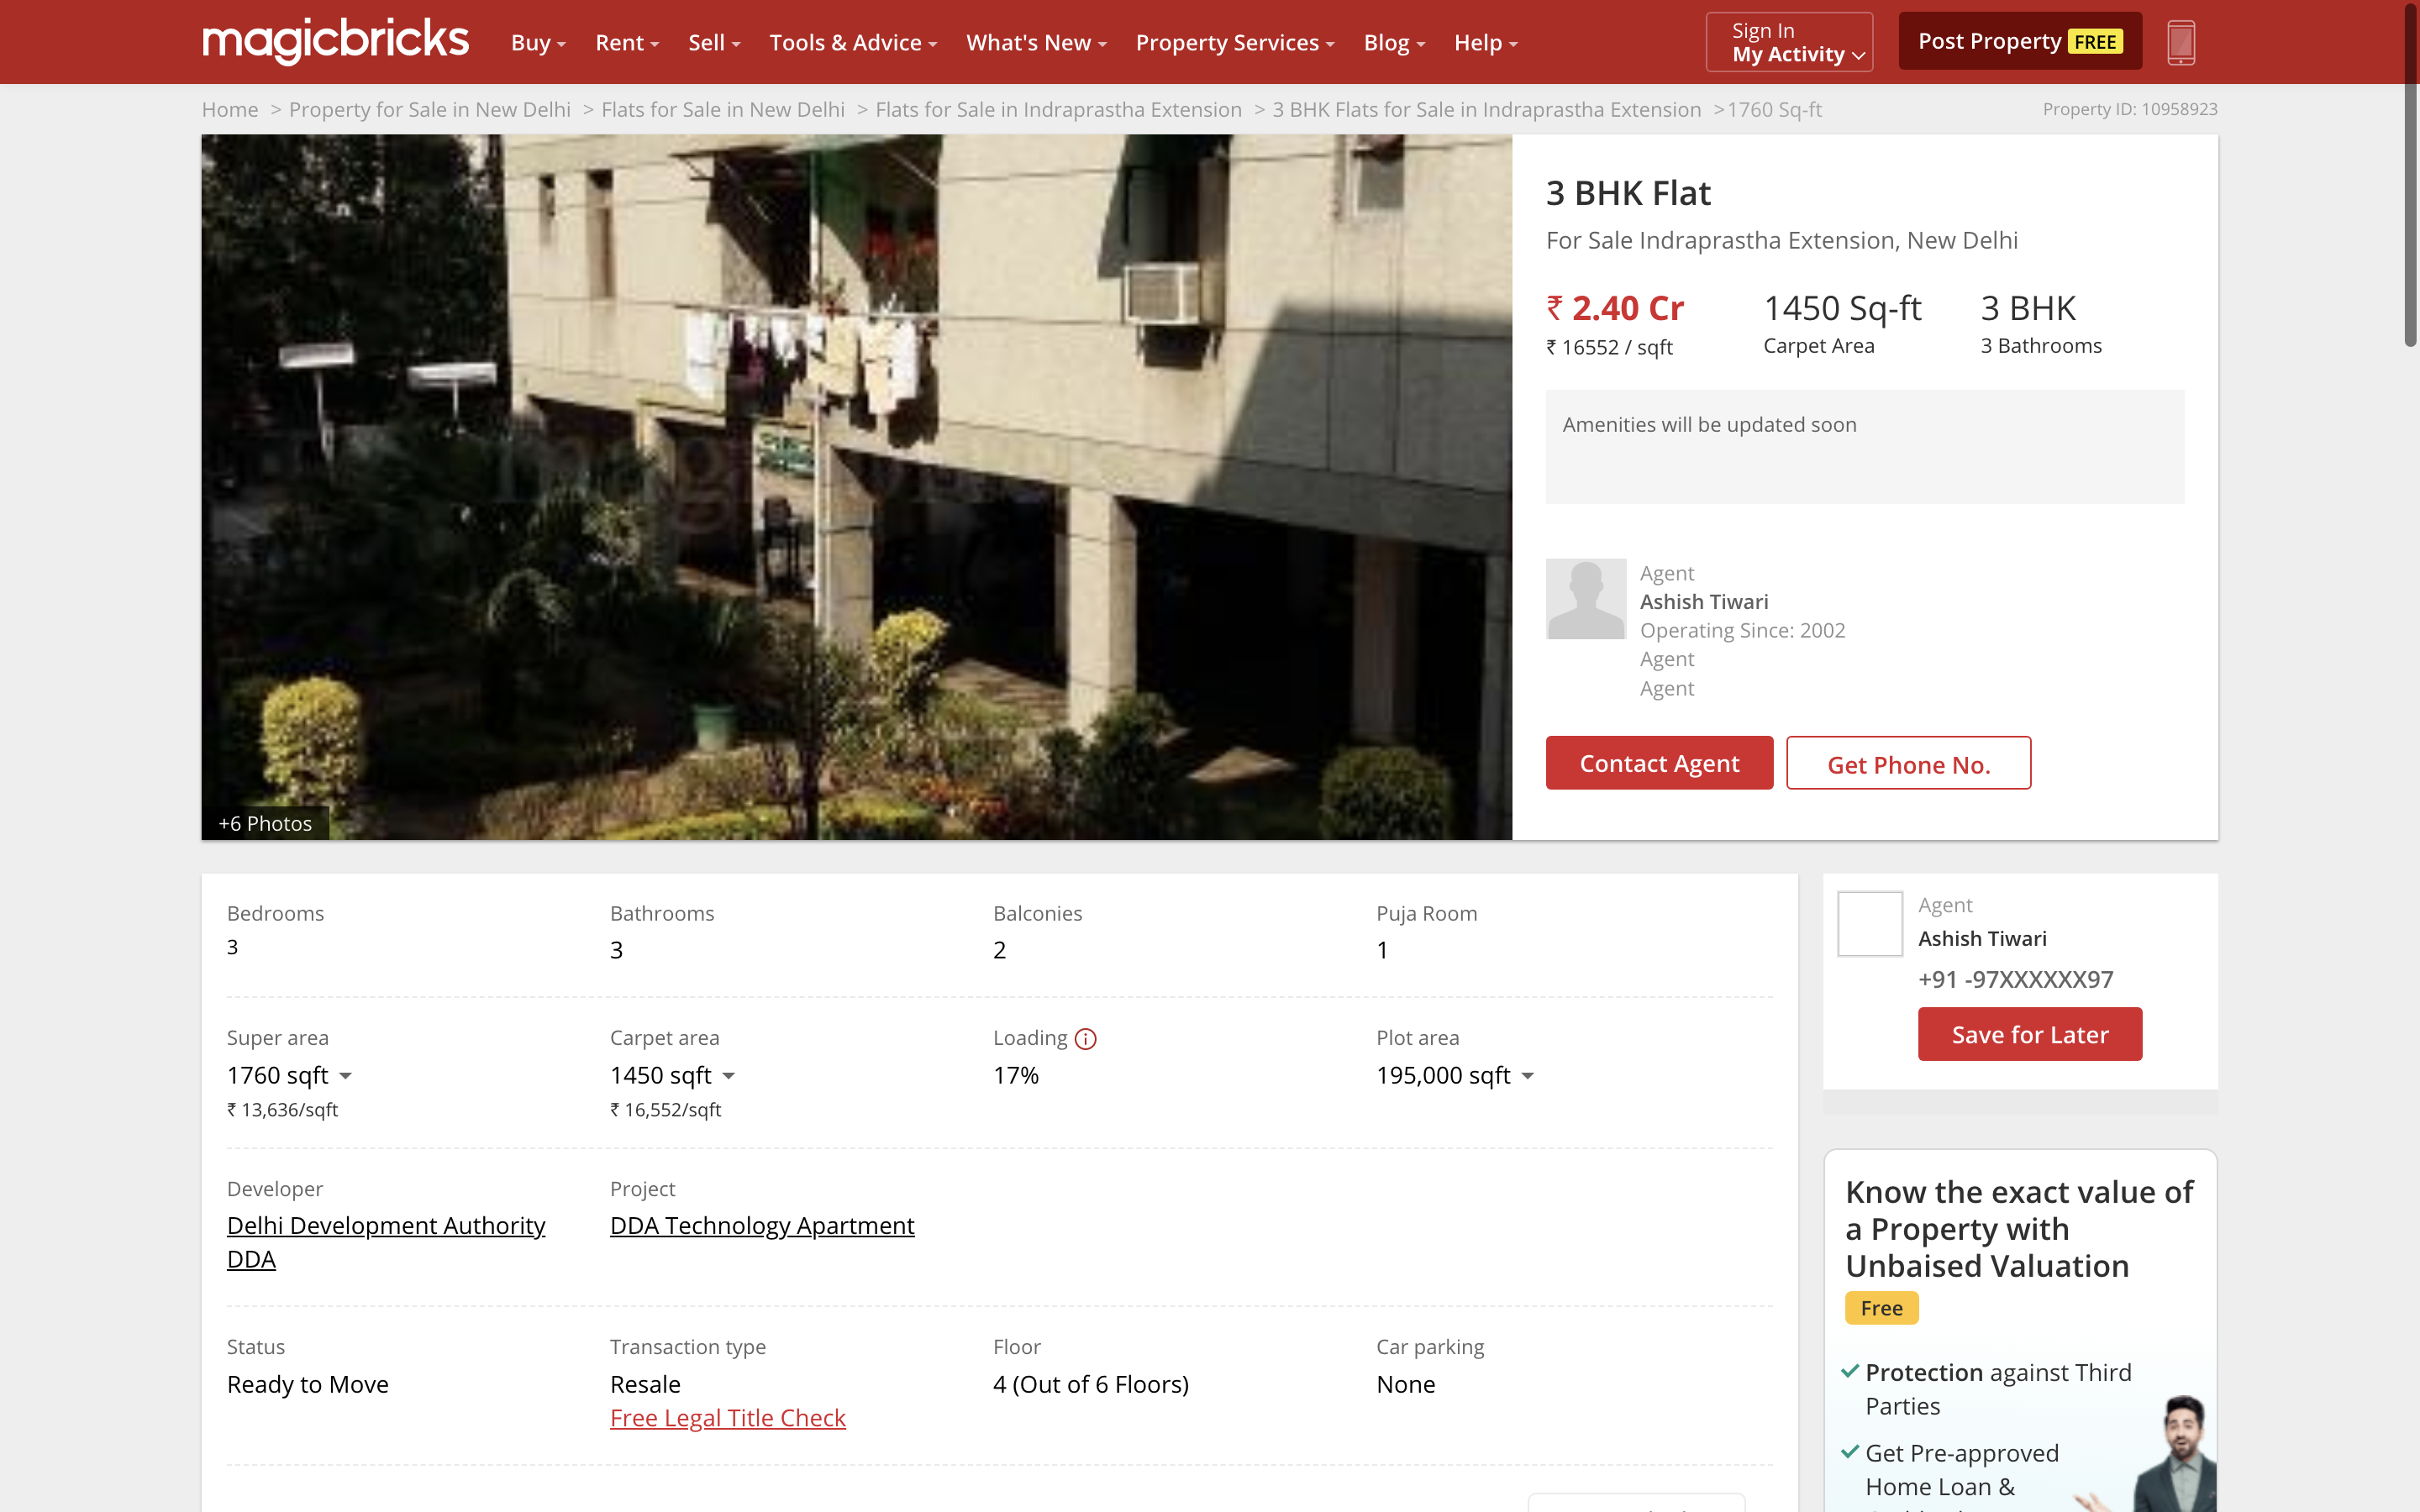 magicbricks
Buy
Rent
Sell
Tools & Advice
What's New
Property Services
Blog
Help
Sign In
My Activity
Post Property FREE
Home > Property for Sale in New Delhi > Flats for Sale in New Delhi > Flats for Sale in Indraprastha Extension > 3 BHK Flats for Sale in Indraprastha Extension >1760 Sq-ft
Property ID: 10958923
+6 Photos
3 BHK Flat
For Sale Indraprastha Extension, New Delhi
₹ 2.40 Cr
1450 Sq-ft
3 BHK
₹ 16552 / sqft
Carpet Area
3 Bathrooms
Amenities will be updated soon
Agent
Ashish Tiwari
Operating Since: 2002
Agent
Agent
Contact Agent
Get Phone No.
Bedrooms
3
Bathrooms
3
Balconies
2
Puja Room
1
Super area
1760 sqft
₹ 13,636/sqft
Carpet area
1450 sqft
₹ 16,552/sqft
Loading
17%
Plot area
195,000 sqft
Developer
Delhi Development Authority
DDA
Project
DDA Technology Apartment
Status
Ready to Move
Transaction type
Resale
Free Legal Title Check
Floor
4 (Out of 6 Floors)
Car parking
None
Agent
Ashish Tiwari
+91 -97XXXXXX97
Save for Later
Know the exact value of
a Property with
Unbaised Valuation
Free
Protection against Third
Parties
Get Pre-approved
Home Loan &